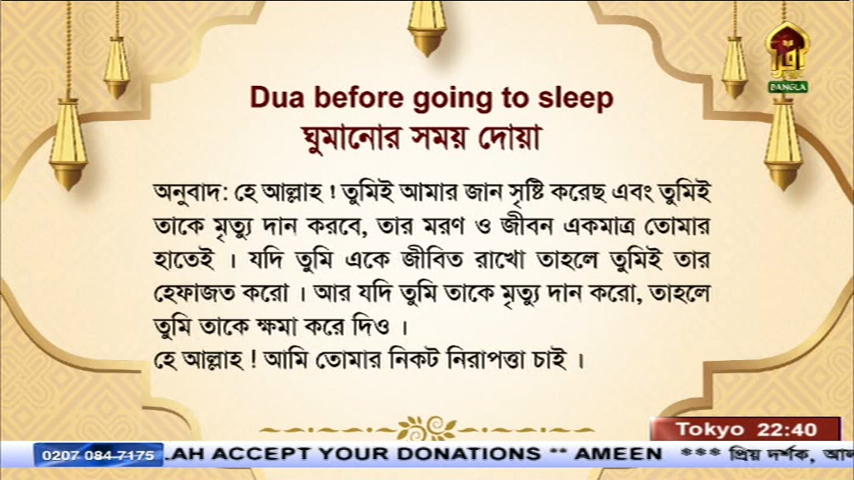 Dua before going to sleep
ঘুমানোর সময় দোয়া
অনুবাদ: হে আল্লাহ ! তুমিই আমার জান সৃষ্টি করেছ এবং তুমিই
তাকে মৃত্যু দান করবে, তার মরণ ও জীবন একমাত্র তোমার
হাতেই । যদি তুমি একে জীবিত রাখো তাহলে তুমিই তার
হেফাজত করো । আর যদি তুমি তাকে মৃত্যু দান করো, তাহলে
তুমি তাকে ক্ষমা করে দিও ।
হে আল্লাহ ! আমি তোমার নিকট নিরাপত্তা চাই ।
اقرأ
BANGLA
Tokyo 22:40
0207 084 7175 LAH ACCEPT YOUR DONATIONS ** AMEEN *** প্রিয় দর্শক,